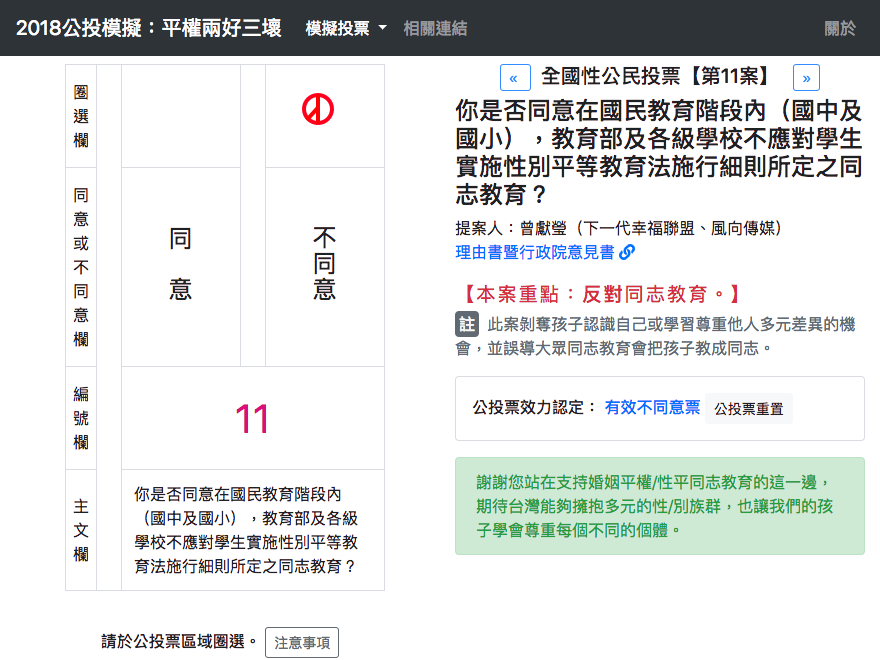 2018公投模擬：平權兩好三壞 模擬投票 相關連結 關於
圈選欄
同意或不同意欄
同意
不同意
編號欄
11
主文欄
你是否同意在國民教育階段內
（國中及國小），教育部及各級
學校不應對學生實施性別平等教
育法施行細則所定之同志教育？
請於公投票區域圈選。 注意事項
« 全國性公民投票【第11案】 »
你是否同意在國民教育階段內（國中及
國小），教育部及各級學校不應對學生
實施性別平等教育法施行細則所定之同
志教育？
提案人：曾獻瑩（下一代幸福聯盟、風向傳媒）
理由書暨行政院意見書
【本案重點：反對同志教育。】
註 此案剝奪孩子認識自己或學習尊重他人多元差異的機
會，並誤導大眾同志教育會把孩子教成同志。
公投票效力認定： 有效不同意票 公投票重置
謝謝您站在支持婚姻平權/性平同志教育的這一邊，
期待台灣能夠擁抱多元的性/別族群，也讓我們的孩
子學會尊重每個不同的個體。